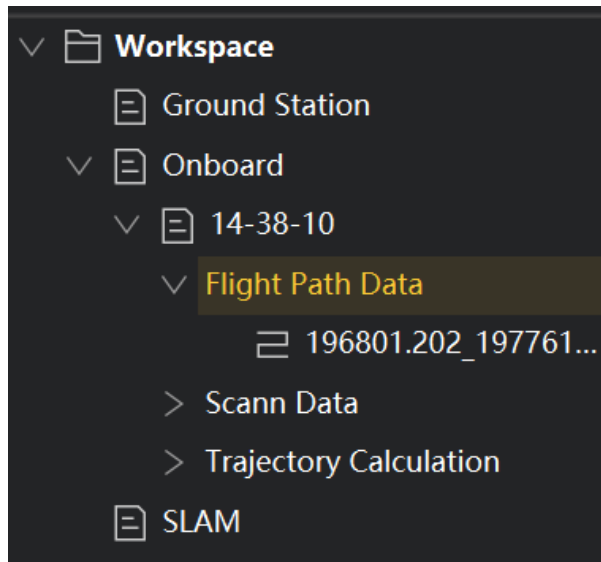 Workspace
Ground Station
Onboard
14-38-10
Flight Path Data
196801.202_197761...
Scann Data
Trajectory Calculation
SLAM